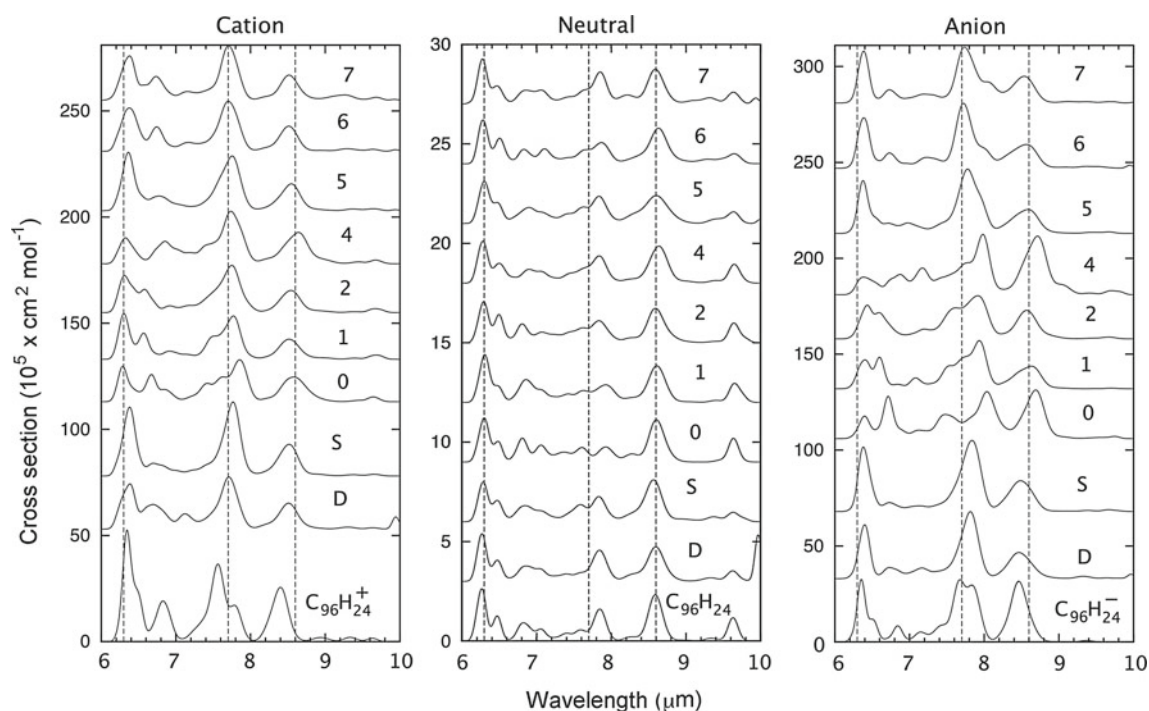 Cation
Neutral
Anion
Cross section (10⁵ x cm² mol⁻¹)
250
200
150
100
50
0
7
6
5
4
2
1
0
S
D
C₉₆H₂₄⁺
6 7 8 9 10
30
25
20
15
10
5
0
7
6
5
4
2
1
0
S
D
C₉₆H₂₄
6 7 8 9 10
300
250
200
150
100
50
0
7
6
5
4
2
1
0
S
D
C₉₆H₂₄⁻
6 7 8 9 10
Wavelength (μm)